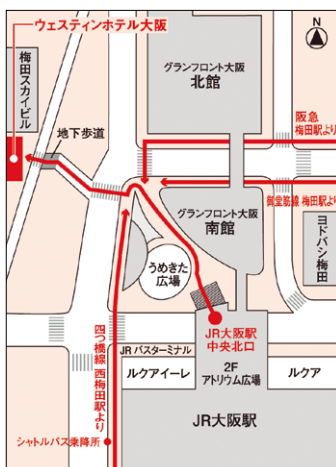 ウェスティンホテル大阪
N
梅田スカイビル
地下歩道
グランフロント大阪
北館
阪急
梅田駅より
御堂筋線 梅田駅より
グランフロント大阪
南館
ヨドバシ梅田
うめきた
広場
JR大阪駅
中央北口
四つ橋線 西梅田駅より
JRバスターミナル
ルクアイーレ
2F
アトリウム広場
ルクア
JR大阪駅
シャトルバス乗降所